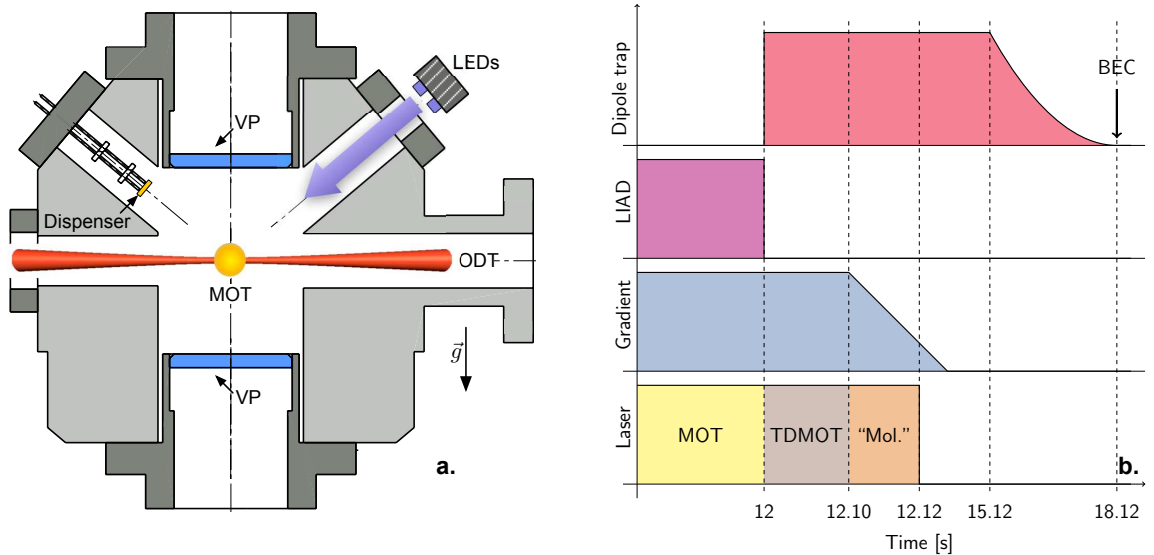 LEDs
VP
Dispenser
MOT
ODT
g⃗
VP
a.
Dipole trap
BEC
LIAD
Gradient
Laser
MOT
TDMOT
“Mol.”
b.
12
12.10
12.12
15.12
18.12
Time [s]